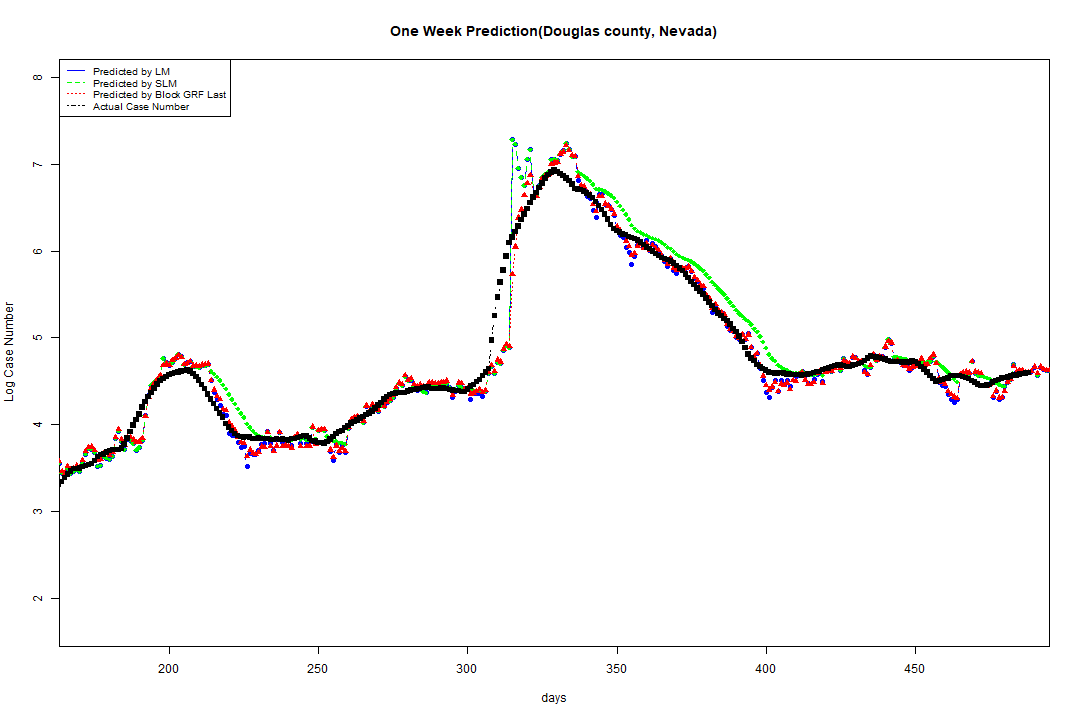 One Week Prediction(Douglas county, Nevada)
Predicted by LM
Predicted by SLM
Predicted by Block GRF Last
Actual Case Number
8
7
6
5
4
3
2
Log Case Number
200 250 300 350 400 450
days